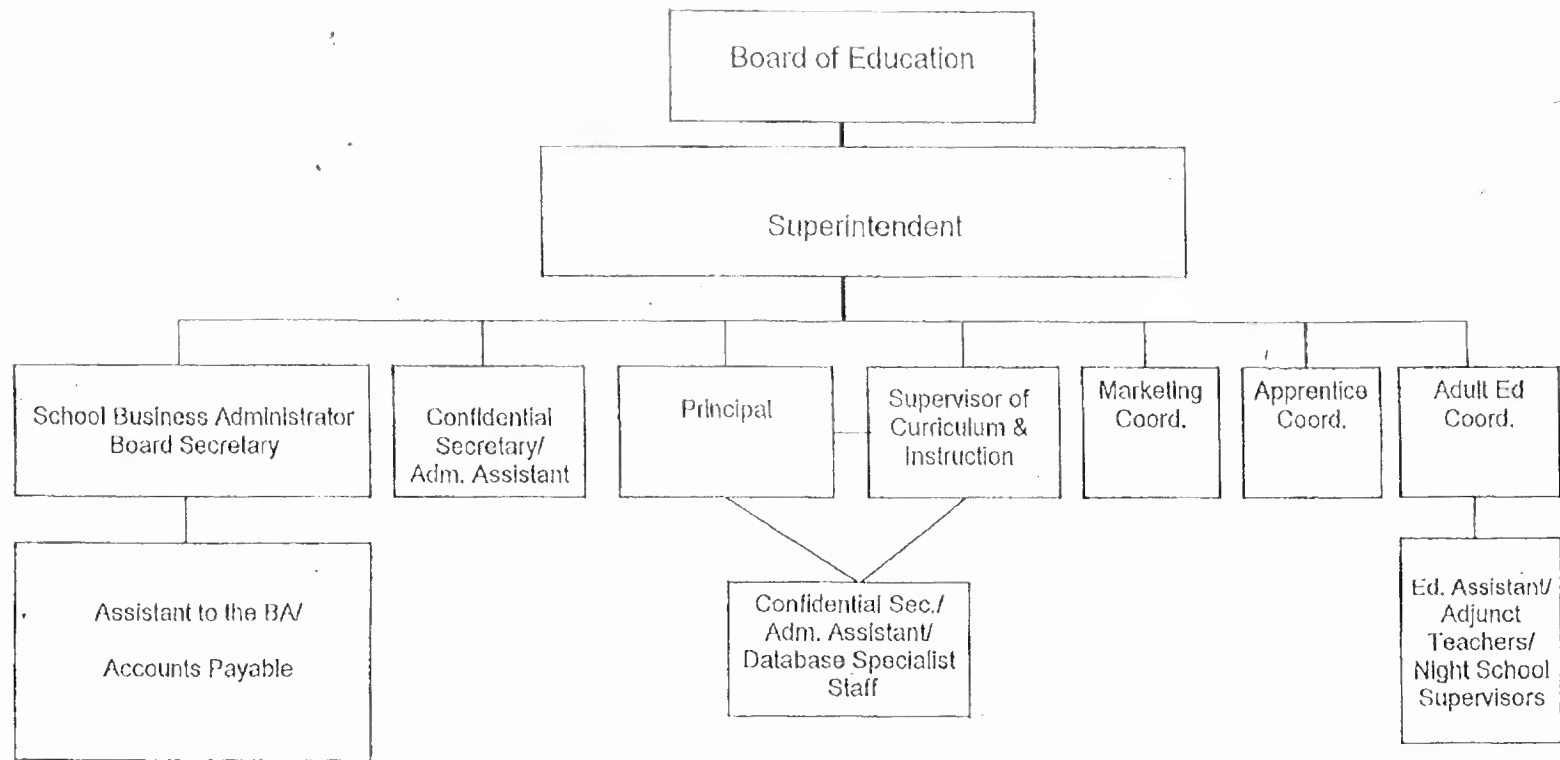 Board of Education
Superintendent
School Business Administrator
Board Secretary
Confidential
Secretary/
Adm. Assistant
Principal
Supervisor of
Curriculum &
Instruction
Marketing
Coord.
Apprentice
Coord.
Adult Ed
Coord.
Assistant to the BA/
Accounts Payable
Confidential Sec./
Adm. Assistant/
Database Specialist
Staff
Ed. Assistant/
Adjunct
Teachers/
Night School
Supervisors